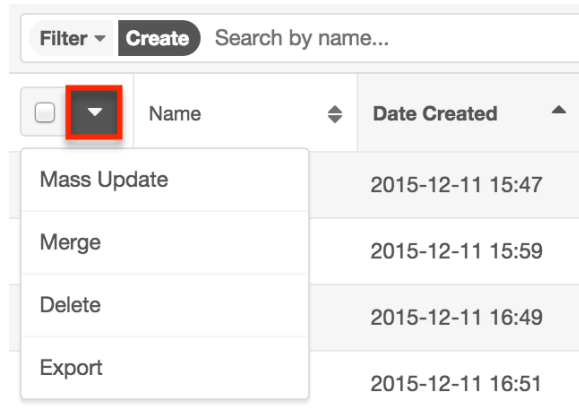 Filter Create Search by name...
Name Date Created
Mass Update 2015-12-11 15:47
Merge 2015-12-11 15:59
Delete 2015-12-11 16:49
Export 2015-12-11 16:51